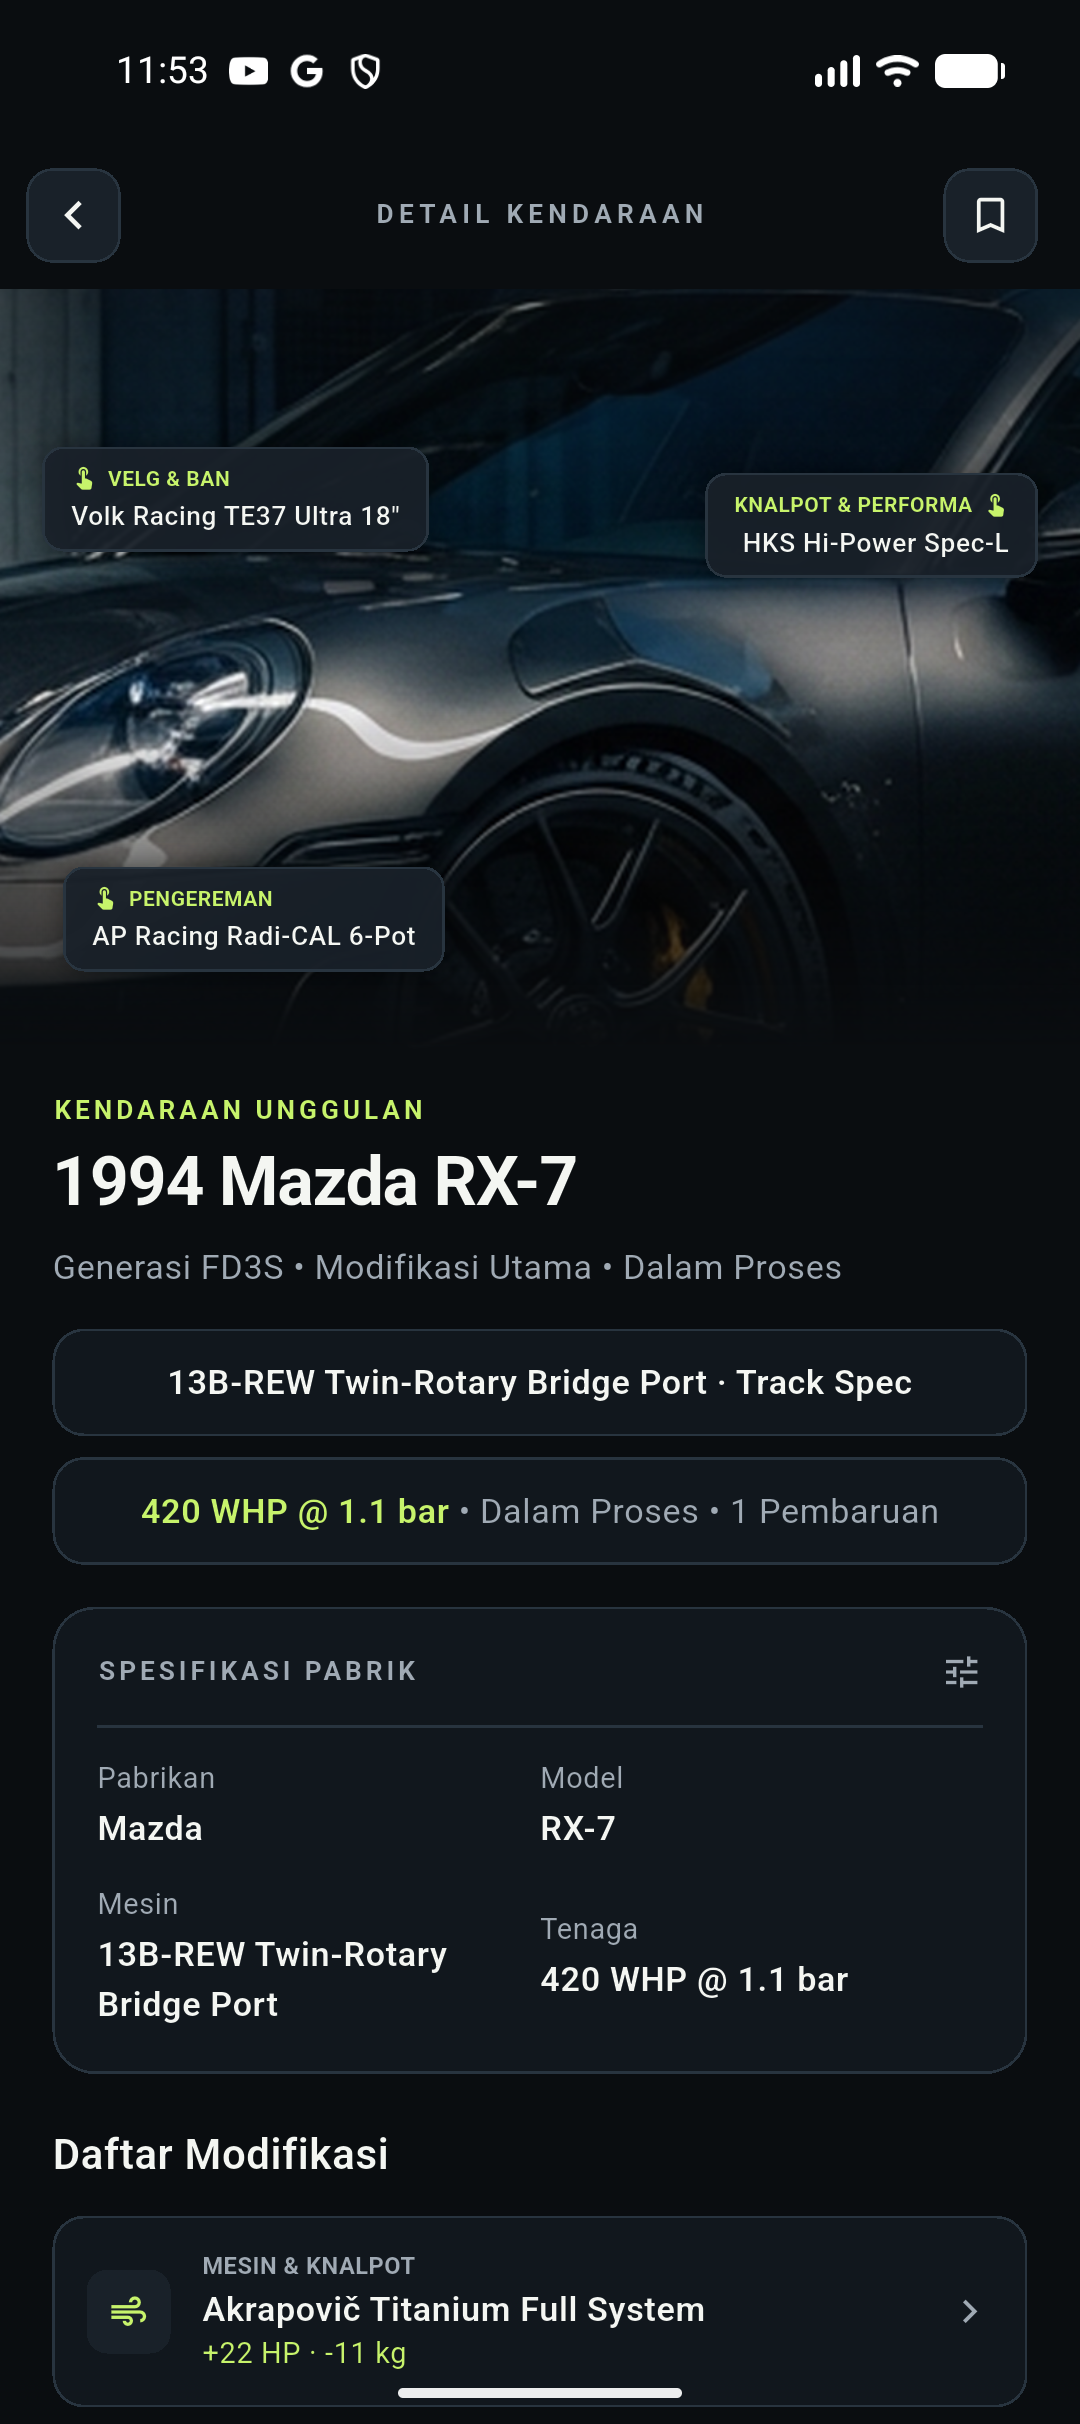 11:53
DETAIL KENDARAAN
VELG & BAN
Volk Racing TE37 Ultra 18"
KNALPOT & PERFORMA
HKS Hi-Power Spec-L
PENGEREMAN
AP Racing Radi-CAL 6-Pot
KENDARAAN UNGGULAN
1994 Mazda RX-7
Generasi FD3S • Modifikasi Utama • Dalam Proses
13B-REW Twin-Rotary Bridge Port · Track Spec
420 WHP @ 1.1 bar • Dalam Proses • 1 Pembaruan
SPESIFIKASI PABRIK
Pabrikan
Mazda
Model
RX-7
Mesin
13B-REW Twin-Rotary
Bridge Port
Tenaga
420 WHP @ 1.1 bar
Daftar Modifikasi
MESIN & KNALPOT
Akrapovič Titanium Full System
+22 HP · -11 kg